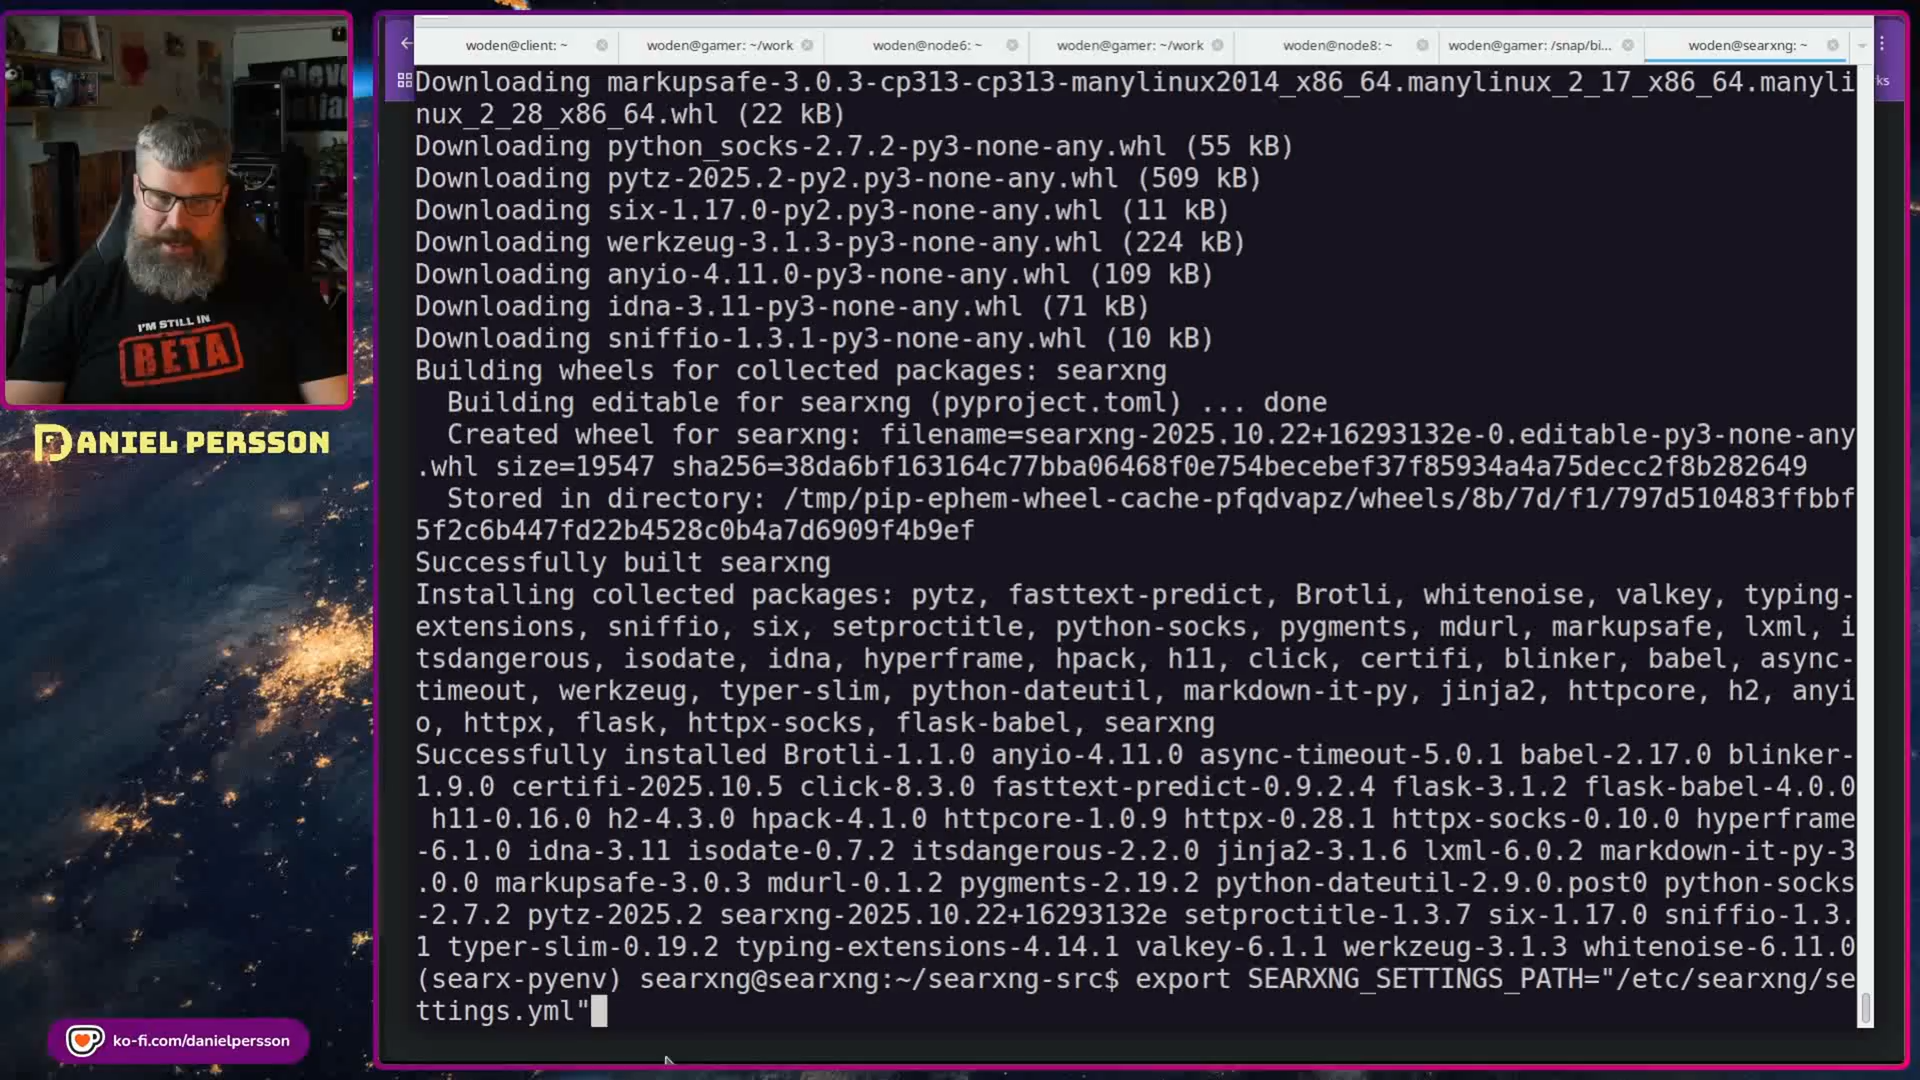 woden@client: ~
woden@gamer: ~/work
woden@node6: ~
woden@gamer: ~/work
woden@node8: ~
woden@gamer: /snap/bi...
woden@searxng: ~
ks
Downloading markupsafe-3.0.3-cp313-cp313-manylinux2014_x86_64.manylinux_2_17_x86_64.manyli
nux_2_28_x86_64.whl (22 kB)
Downloading python_socks-2.7.2-py3-none-any.whl (55 kB)
Downloading pytz-2025.2-py2.py3-none-any.whl (509 kB)
Downloading six-1.17.0-py2.py3-none-any.whl (11 kB)
Downloading werkzeug-3.1.3-py3-none-any.whl (224 kB)
Downloading anyio-4.11.0-py3-none-any.whl (109 kB)
Downloading idna-3.11-py3-none-any.whl (71 kB)
Downloading sniffio-1.3.1-py3-none-any.whl (10 kB)
Building wheels for collected packages: searxng
Building editable for searxng (pyproject.toml) ... done
Created wheel for searxng: filename=searxng-2025.10.22+16293132e-0.editable-py3-none-any
.whl size=19547 sha256=38da6bf163164c77bba06468f0e754becebef37f85934a4a75decc2f8b282649
Stored in directory: /tmp/pip-ephem-wheel-cache-pfqdvapz/wheels/8b/7d/f1/797d510483ffbbf
5f2c6b447fd22b4528c0b4a7d6909f4b9ef
Successfully built searxng
Installing collected packages: pytz, fasttext-predict, Brotli, whitenoise, valkey, typing-
extensions, sniffio, six, setproctitle, python-socks, pygments, mdurl, markupsafe, lxml, i
tsdangerous, isodate, idna, hyperframe, hpack, h11, click, certifi, blinker, babel, async-
timeout, werkzeug, typer-slim, python-dateutil, markdown-it-py, jinja2, httpcore, h2, anyi
o, httpx, flask, httpx-socks, flask-babel, searxng
Successfully installed Brotli-1.1.0 anyio-4.11.0 async-timeout-5.0.1 babel-2.17.0 blinker-
1.9.0 certifi-2025.10.5 click-8.3.0 fasttext-predict-0.9.2.4 flask-3.1.2 flask-babel-4.0.0
h11-0.16.0 h2-4.3.0 hpack-4.1.0 httpcore-1.0.9 httpx-0.28.1 httpx-socks-0.10.0 hyperframe
-6.1.0 idna-3.11 isodate-0.7.2 itsdangerous-2.2.0 jinja2-3.1.6 lxml-6.0.2 markdown-it-py-3
.0.0 markupsafe-3.0.3 mdurl-0.1.2 pygments-2.19.2 python-dateutil-2.9.0.post0 python-socks
-2.7.2 pytz-2025.2 searxng-2025.10.22+16293132e setproctitle-1.3.7 six-1.17.0 sniffio-1.3.
1 typer-slim-0.19.2 typing-extensions-4.14.1 valkey-6.1.1 werkzeug-3.1.3 whitenoise-6.11.0
(searx-pyenv) searxng@searxng:~/searxng-src$ export SEARXNG_SETTINGS_PATH="/etc/searxng/se
ttings.yml"
I'M STILL IN
BETA
DANIEL PERSSON
ko-fi.com/danielpersson